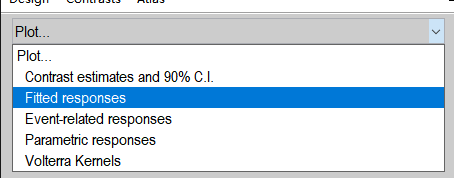 Design Contrasts Atlas
Plot...
Plot...
Contrast estimates and 90% C.I.
Fitted responses
Event-related responses
Parametric responses
Volterra Kernels